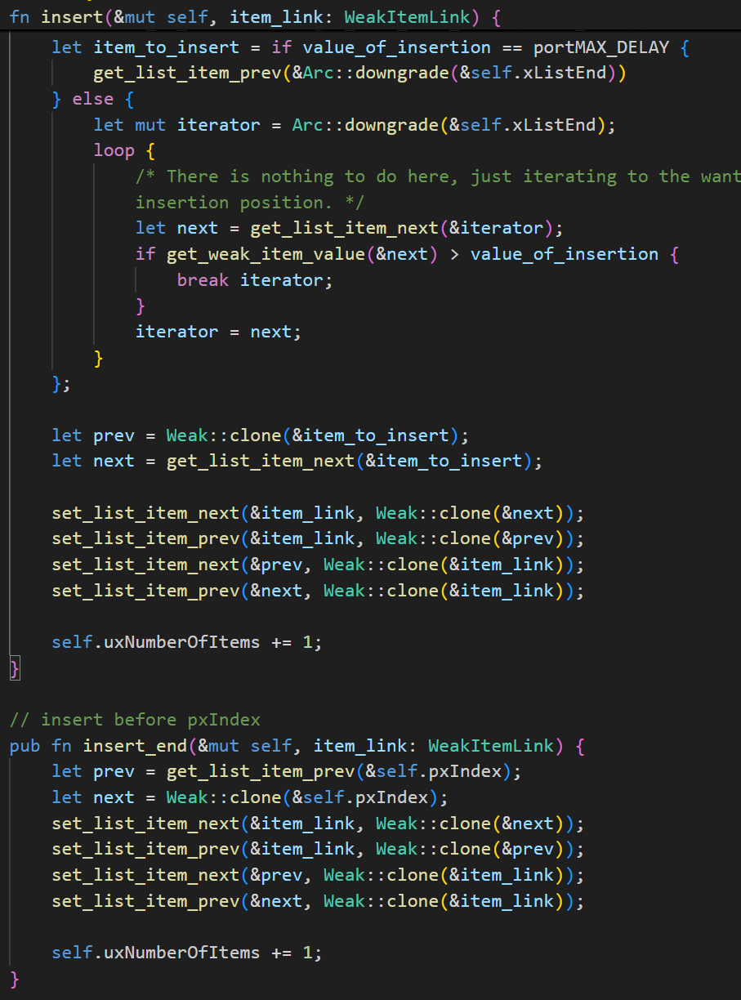 fn insert(&mut self, item_link: WeakItemLink) {
    let item_to_insert = if value_of_insertion == portMAX_DELAY {
        get_list_item_prev(&Arc::downgrade(&self.xListEnd))
    } else {
        let mut iterator = Arc::downgrade(&self.xListEnd);
        loop {
            /* There is nothing to do here, just iterating to the want
            insertion position. */
            let next = get_list_item_next(&iterator);
            if get_weak_item_value(&next) > value_of_insertion {
                break iterator;
            }
            iterator = next;
        }
    };

    let prev = Weak::clone(&item_to_insert);
    let next = get_list_item_next(&item_to_insert);

    set_list_item_next(&item_link, Weak::clone(&next));
    set_list_item_prev(&item_link, Weak::clone(&prev));
    set_list_item_next(&prev, Weak::clone(&item_link));
    set_list_item_prev(&next, Weak::clone(&item_link));

    self.uxNumberOfItems += 1;
}

// insert before pxIndex
pub fn insert_end(&mut self, item_link: WeakItemLink) {
    let prev = get_list_item_prev(&self.pxIndex);
    let next = Weak::clone(&self.pxIndex);
    set_list_item_next(&item_link, Weak::clone(&next));
    set_list_item_prev(&item_link, Weak::clone(&prev));
    set_list_item_next(&prev, Weak::clone(&item_link));
    set_list_item_prev(&next, Weak::clone(&item_link));

    self.uxNumberOfItems += 1;
}